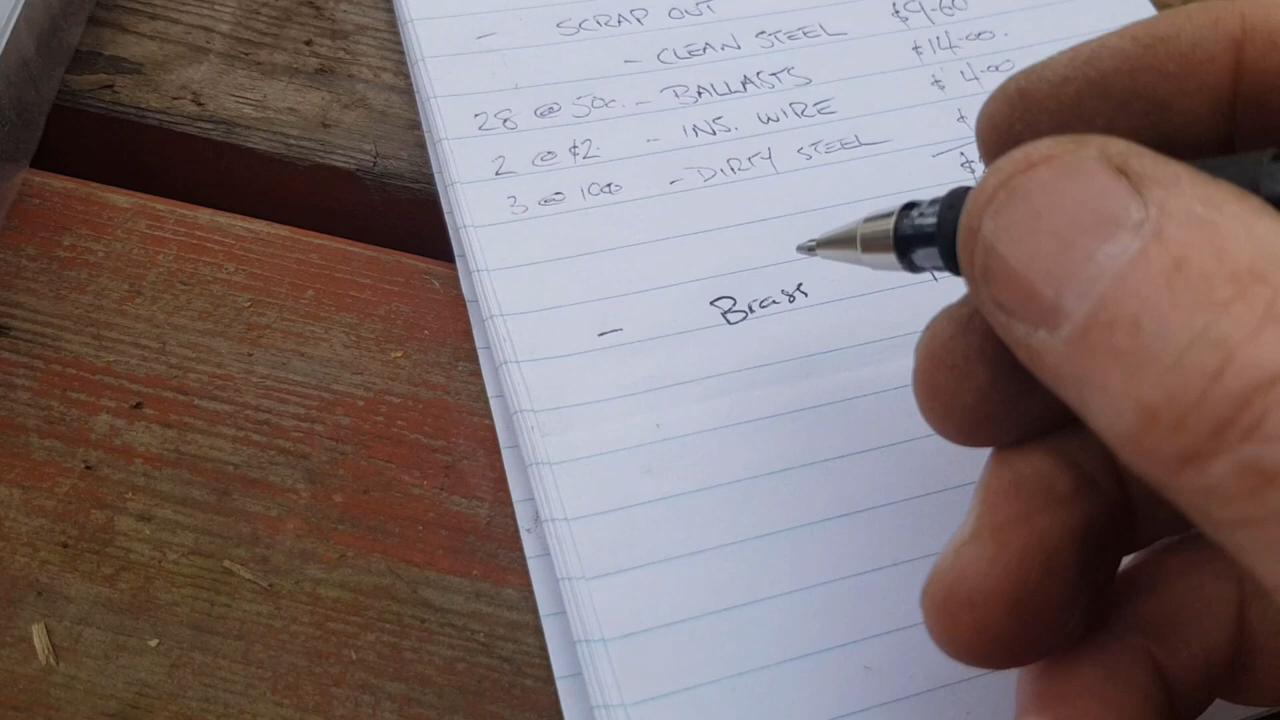 - SCRAP OUT
- CLEAN STEEL $9.60
28 @ 50c. - BALLASTS $14.00.
2 @ $2. - INS. WIRE $4.00
3 @ - DIRTY STEEL $
$
- Brass